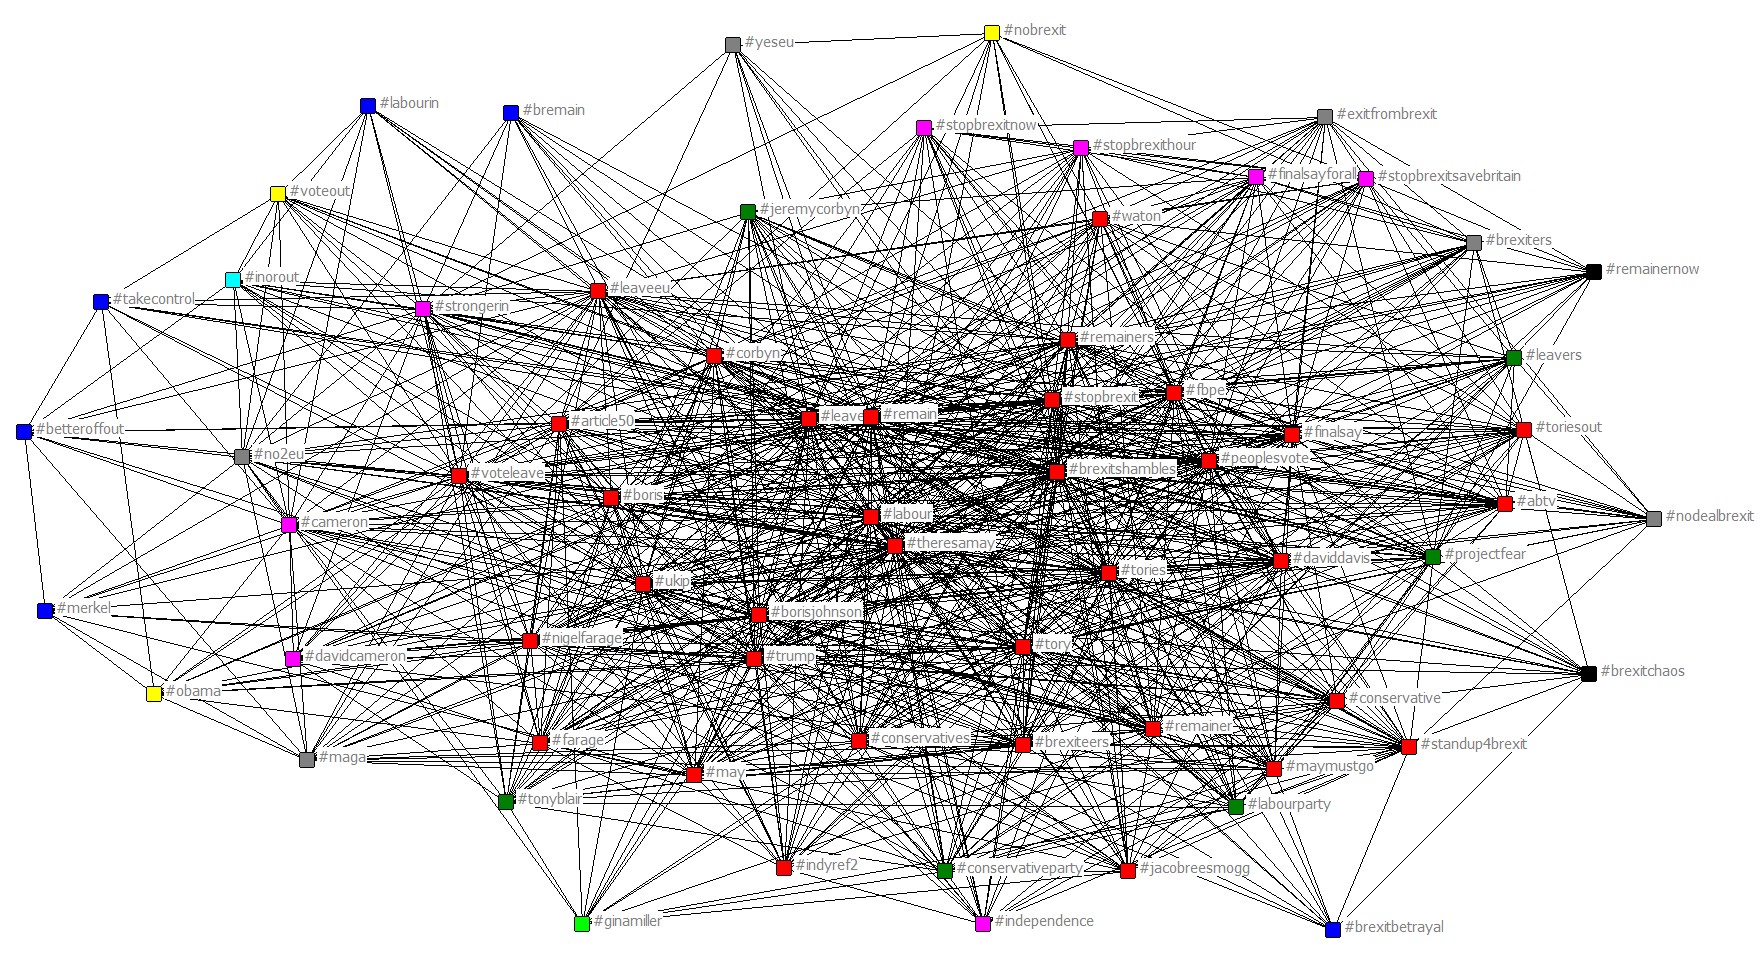 #nobrexit
#yeseu
#labourin
#bremain
#exitfrombrexit
#stopbrexitnow
#stopbrexithour
#finalsayforall
#stopbrexitsavebritain
#voteout
#jeremycorbyn
#waton
#brexiters
#remainernow
#inorout
#leaveeu
#takecontrol
#strongerin
#remainers
#corbyn
#leavers
#fbpe
#stopbrexit
#leave
#remain
#article50
#betteroffout
#finalsay
#toriesout
#no2eu
#peoplesvote
#voteleave
#brexitshambles
#boris
#abtv
#labour
#nodealbrexit
#cameron
#theresamay
#projectfear
#daviddavis
#tories
#ukip
#merkel
#borisjohnson
#nigelfarage
#tory
#davidcameron
#trump
#brexitchaos
#obama
#conservative
#remainer
#farage
#conservatives
#brexiteers
#standup4brexit
#maga
#maymustgo
#may
#tonyblair
#labourparty
#indyref2
#conservativeparty
#jacobreesmogg
#ginamiller
#independence
#brexitbetrayal